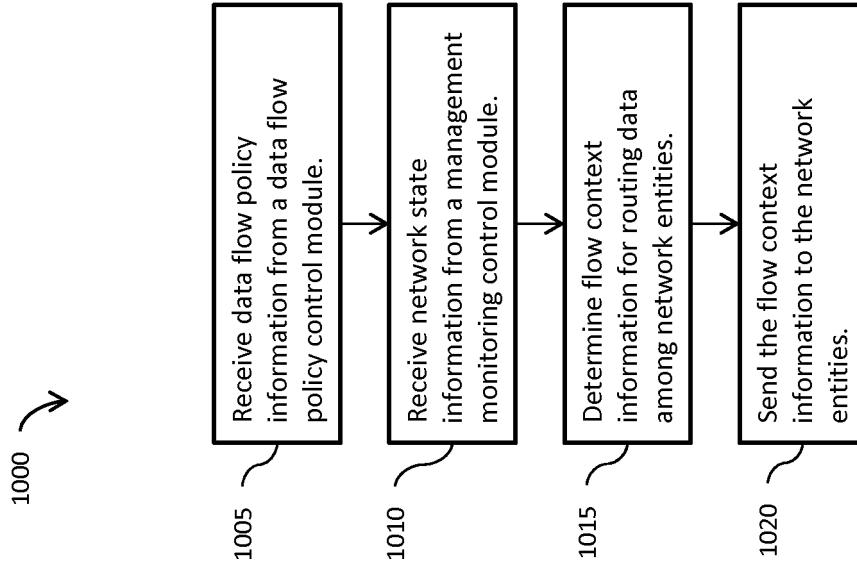 1000
1005
Receive data flow policy
information from a data flow
policy control module.
1010
Receive network state
information from a management
monitoring control module.
1015
Determine flow context
information for routing data
among network entities.
1020
Send the flow context
information to the network
entities.